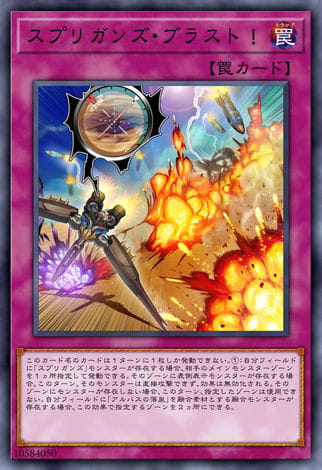 スプリガンズ・ブラスト！
罠
トラップ
【罠カード】
このカード名のカードは１ターンに１枚しか発動できない。①：自分フィールド
に「スプリガンズ」モンスターが存在する場合、相手のメインモンスターゾーン
を１ヵ所指定して発動できる。そのゾーンに表側表示モンスターが存在する場
合、このターン、そのモンスターは直接攻撃できず、効果は無効化される。その
ゾーンにモンスターが存在しない場合、このターン、指定したゾーンは使用でき
ない。自分フィールドに「アルバスの落胤」を融合素材とする融合モンスターが
存在する場合、この効果で指定するゾーンを２ヵ所にできる。
10584050